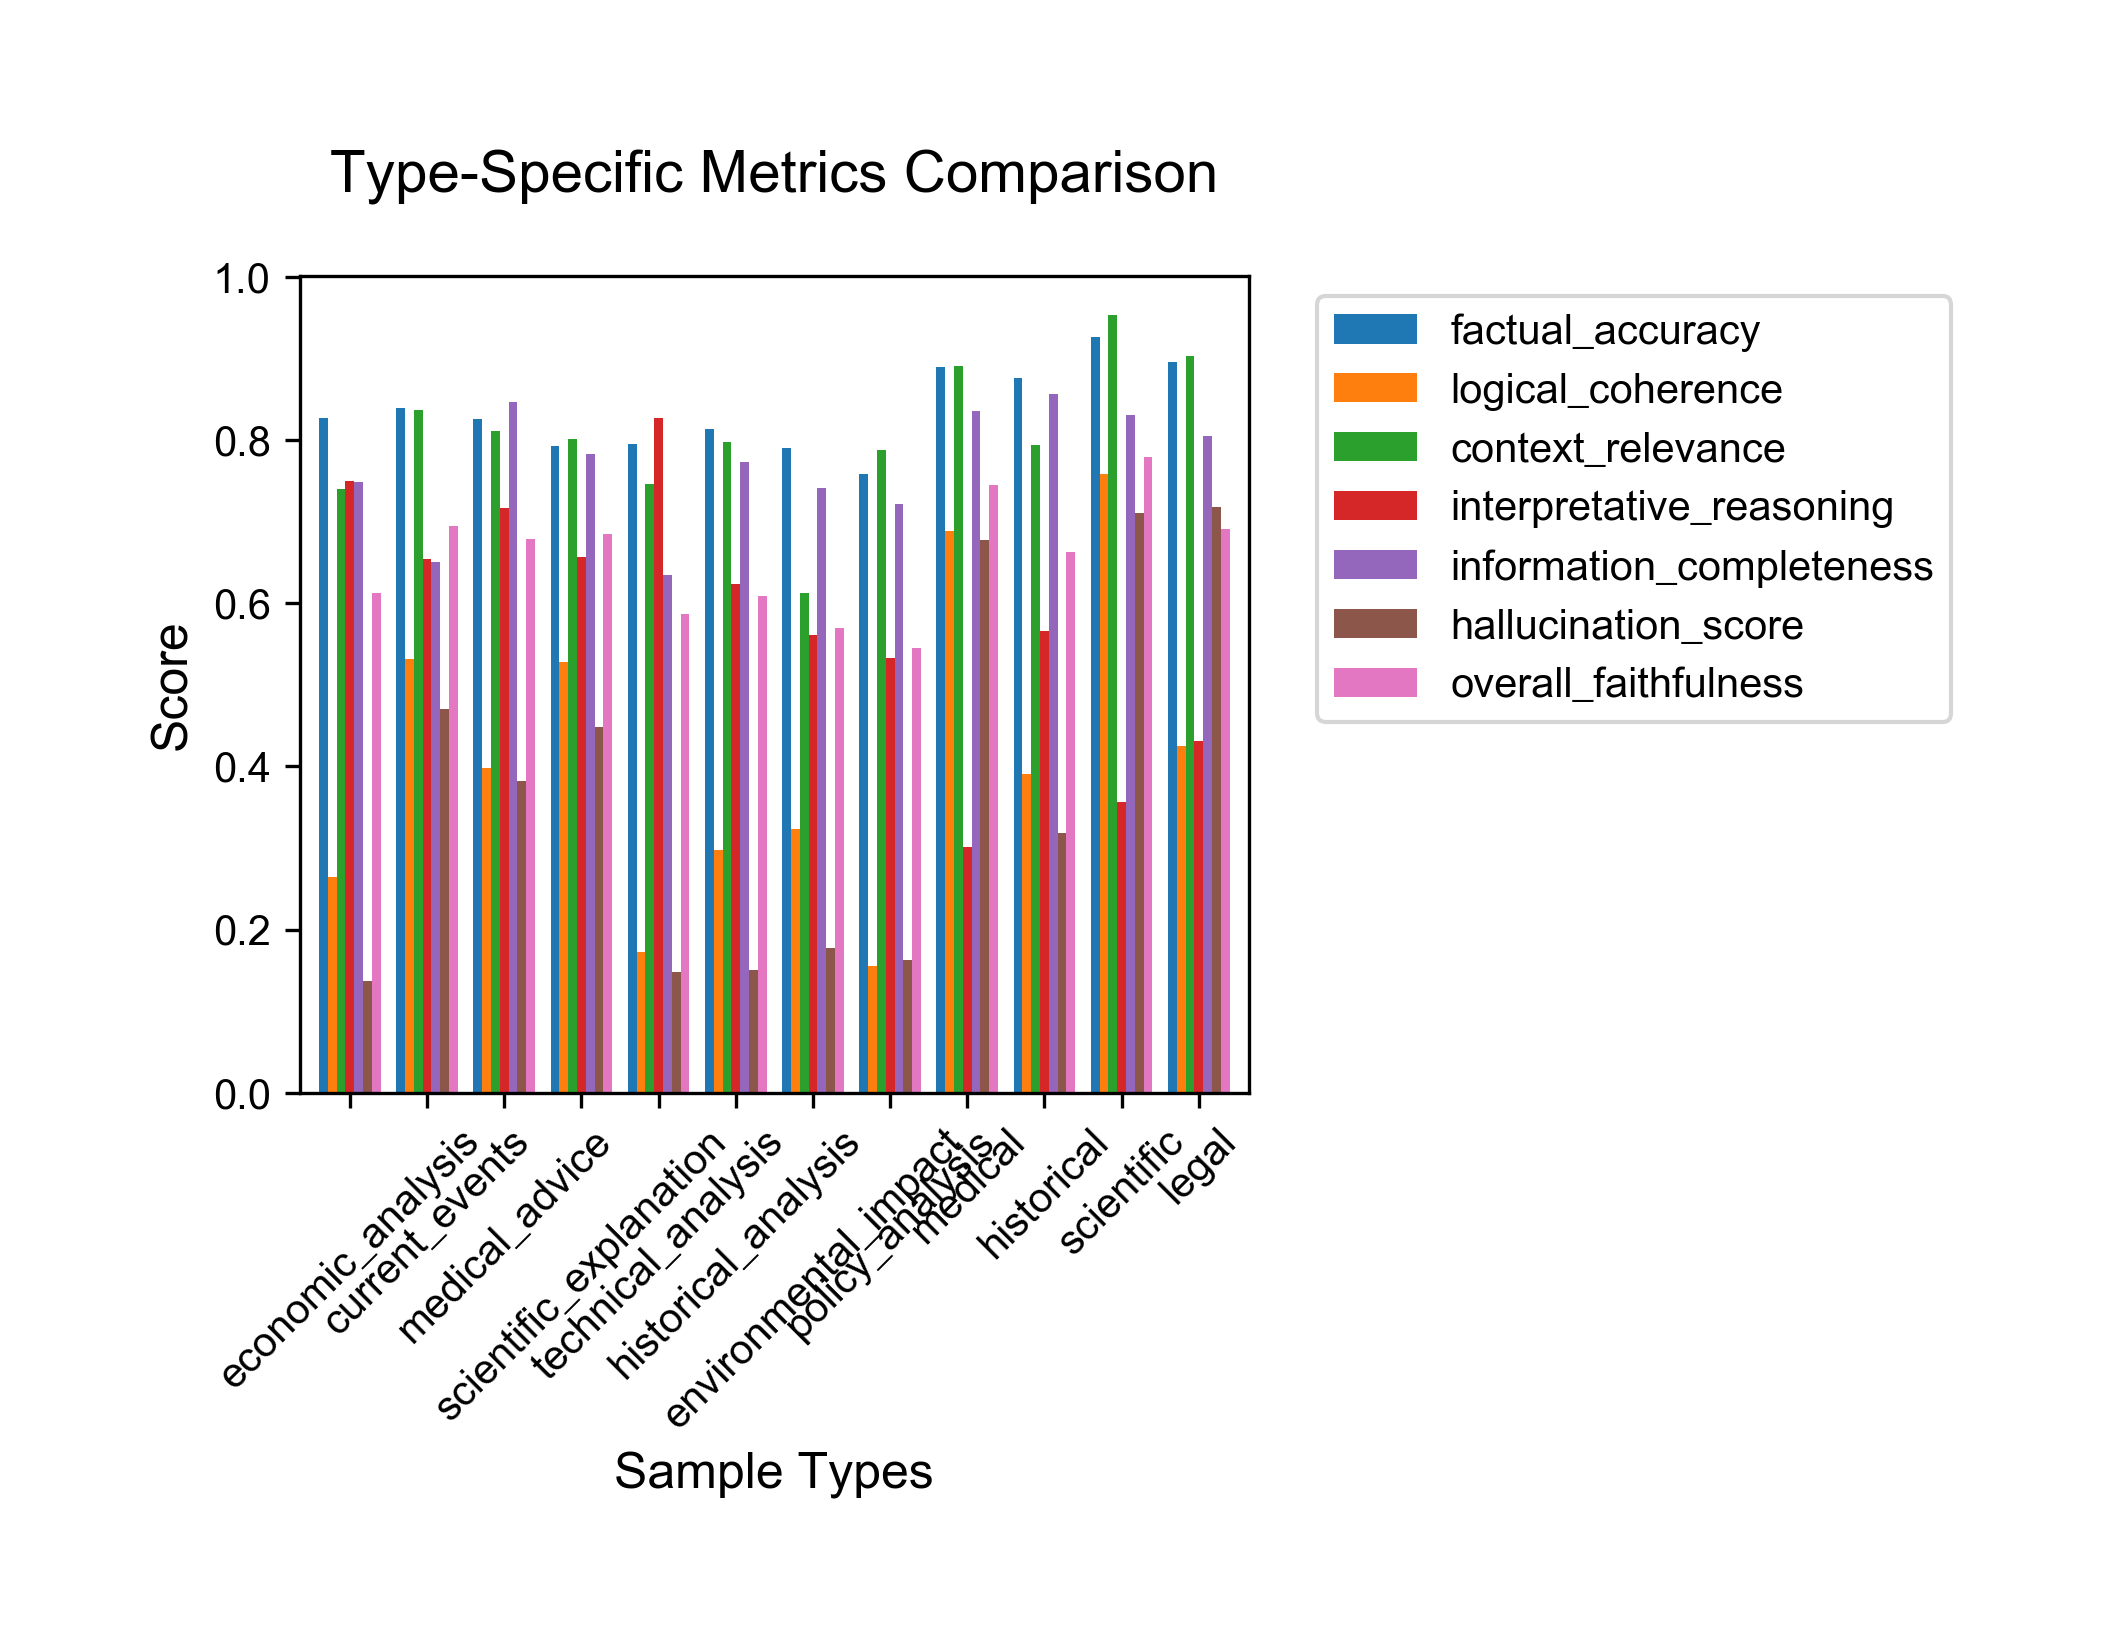 Type-Specific Metrics Comparison
1.0
0.8
0.6
0.4
0.2
0.0
Score
factual_accuracy
logical_coherence
context_relevance
interpretative_reasoning
information_completeness
hallucination_score
overall_faithfulness
economic_analysis
current_events
medical_advice
scientific_explanation
technical_analysis
historical_analysis
environmental_impact
policy_analysis
medical
historical
scientific
legal
Sample Types